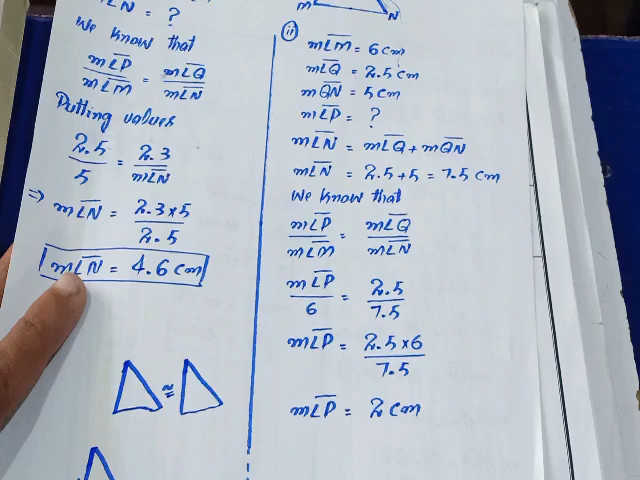 LN = ?
We know that
mLP/mLM = mLQ/mLN
Putting values
2.5/5 = 2.3/mLN
⇒ mLN = 2.3×5/2.5
mLN = 4.6 cm
≅
M N
(ii)
mLM = 6 cm
mLQ = 2.5 cm
mQN = 5 cm
mLP = ?
mLN = mLQ + mQN
mLN = 2.5 + 5 = 7.5 cm
We know that
mLP/mLM = mLQ/mLN
mLP/6 = 2.5/7.5
mLP = 2.5×6/7.5
mLP = 2 cm